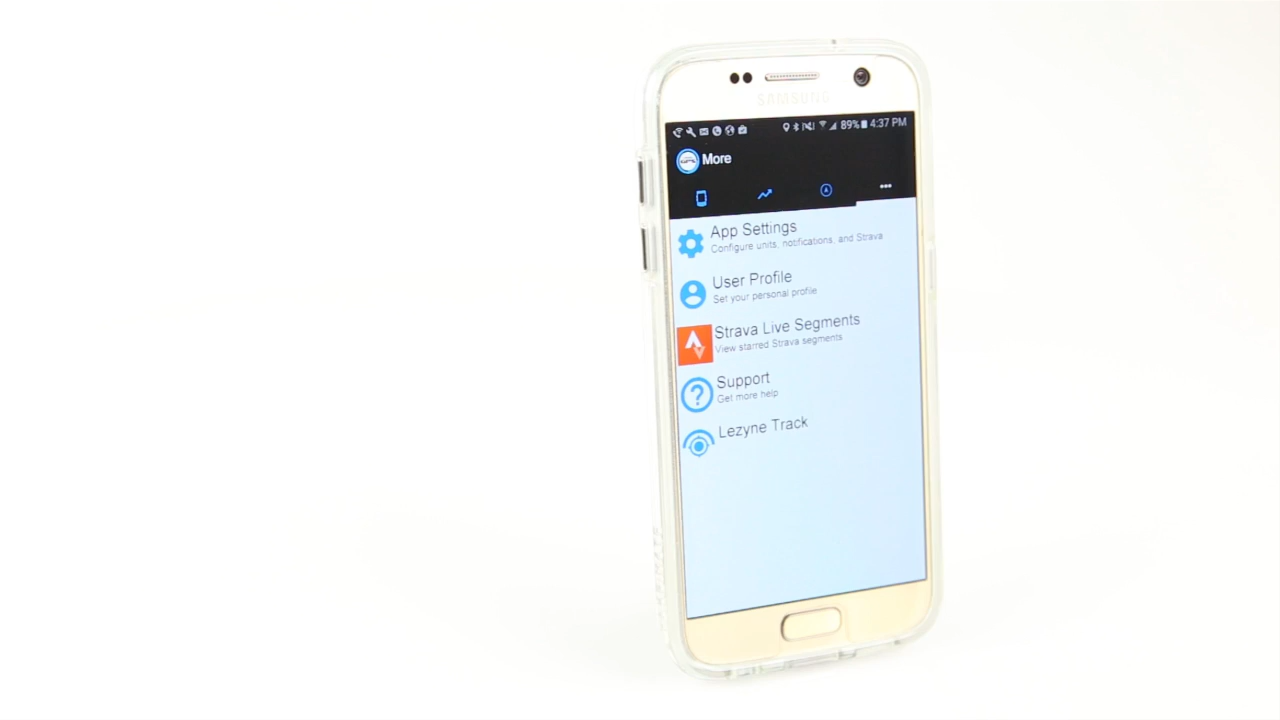 SAMSUNG
89% 4:37 PM
More
App Settings
Configure units, notifications, and Strava
User Profile
Set your personal profile
Strava Live Segments
View starred Strava segments
Support
Get more help
Lezyne Track